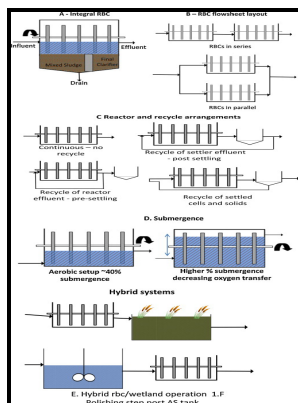 A - Integral RBC
B – RBC flowsheet layout
Influent
Effluent
Mixed Sludge
Final
Clarifier
Drain
RBCs in series
RBCs in parallel
C Reactor and recycle arrangements
Continuous – no
recycle
Recycle of settler effluent
- post settling
Recycle of reactor
effluent - pre-settling
Recycle of settled
cells and solids
D. Submergence
Aerobic setup ~40%
submergence
Higher % submergence
decreasing oxygen transfer
Hybrid systems
E. Hybrid rbc/wetland operation 1.F
Polishing step post AS tank